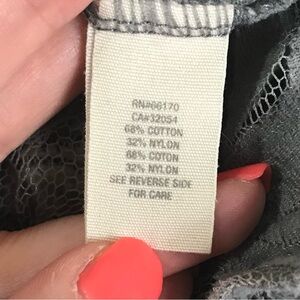 RN#66170
CA#32054
68% COTTON
32% NYLON
68% COTON
32% NYLON
SEE REVERSE SIDE
FOR CARE